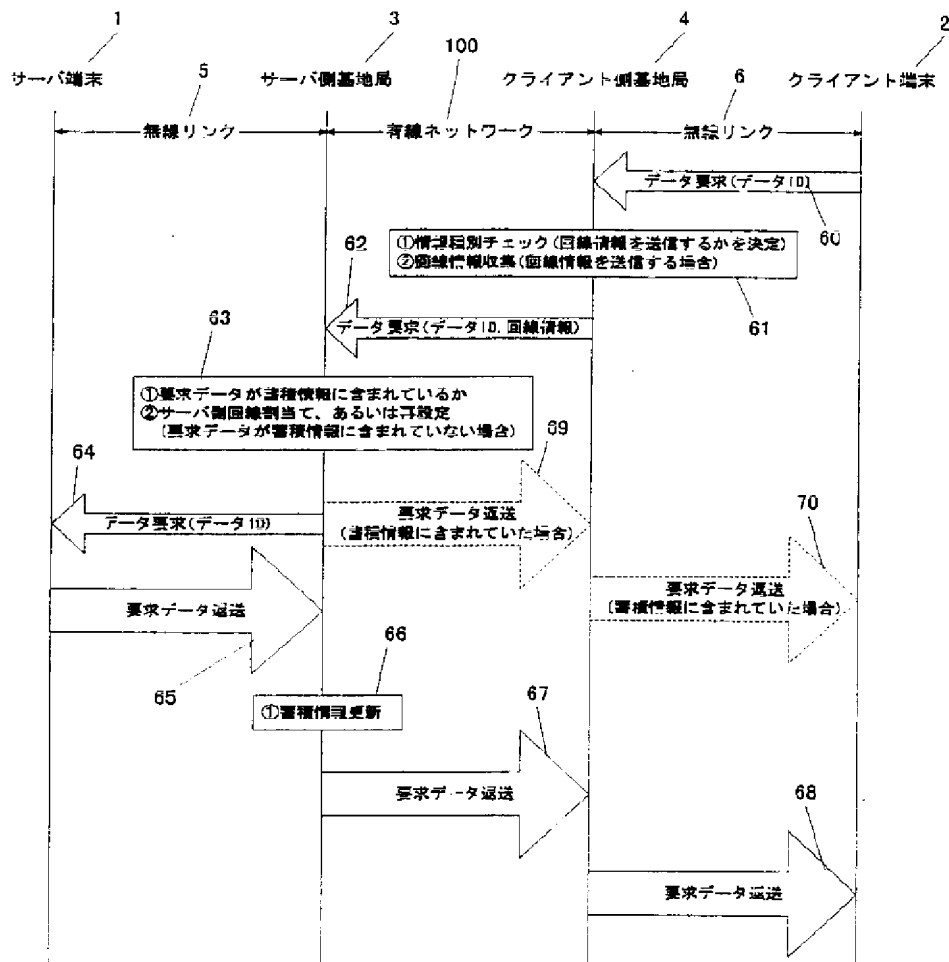 1
3
4
2
サーバ端末
5
サーバ側基地局
100
クライアント側基地局
6
クライアント端末
無線リンク
有線ネットワーク
無線リンク
データ要求(データID)
60
62
①情報種別チェック(回線情報を送信するかを決定)
②回線情報収集(回線情報を送信する場合)
61
63
データ要求(データID, 回線情報)
①要求データが蓄積情報に含まれているか
②サーバ側回線割当て、あるいは再設定
(要求データが蓄積情報に含まれていない場合)
64
69
データ要求(データID)
要求データ返送
(蓄積情報に含まれていた場合)
70
要求データ返送
要求データ返送
(蓄積情報に含まれていた場合)
65
66
①蓄積情報更新
67
要求データ返送
68
要求データ返送